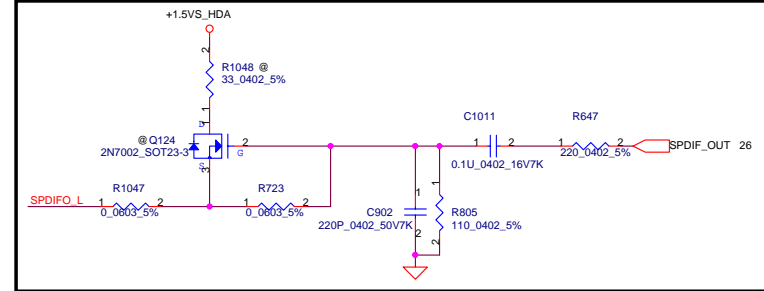 +1.5VS_HDA
2
R1048 @
33_0402_5%
1
1
D
@ Q124
2N7002_SOT23-3
2
G
S
3
C1011
1
2
0.1U_0402_16V7K
R647
1
2
220_0402_5%
SPDIF_OUT 26
SPDIFO_L
R1047
1
2
0_0603_5%
R723
1
2
0_0603_5%
1
C902
220P_0402_50V7K
2
1
R805
110_0402_5%
2